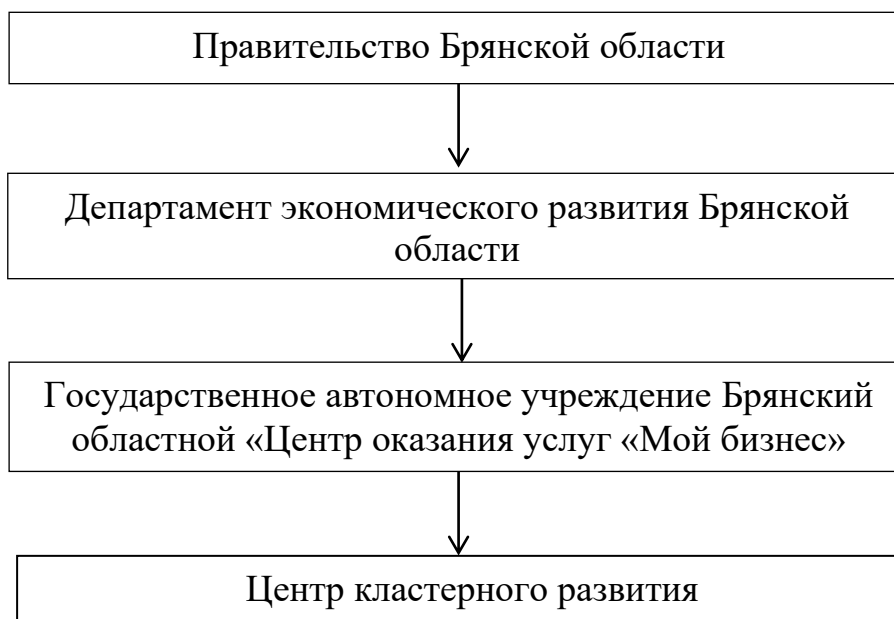 Правительство Брянской области
Департамент экономического развития Брянской
области
Государственное автономное учреждение Брянский
областной «Центр оказания услуг «Мой бизнес»
Центр кластерного развития